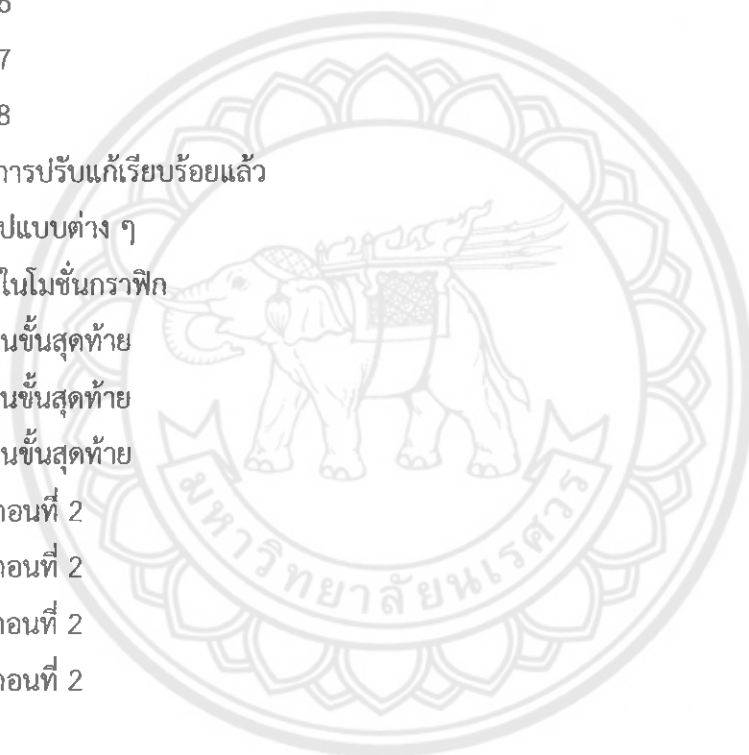 6
7
8
การปรับแก้เรียบร้อยแล้ว
ปแบบต่าง ๆ
ในโมชั่นกราฟิก
นขั้นสุดท้าย
นขั้นสุดท้าย
นขั้นสุดท้าย
ตอนที่ 2
ตอนที่ 2
ตอนที่ 2
ตอนที่ 2
มหาวิทยาลัยนเรศวร